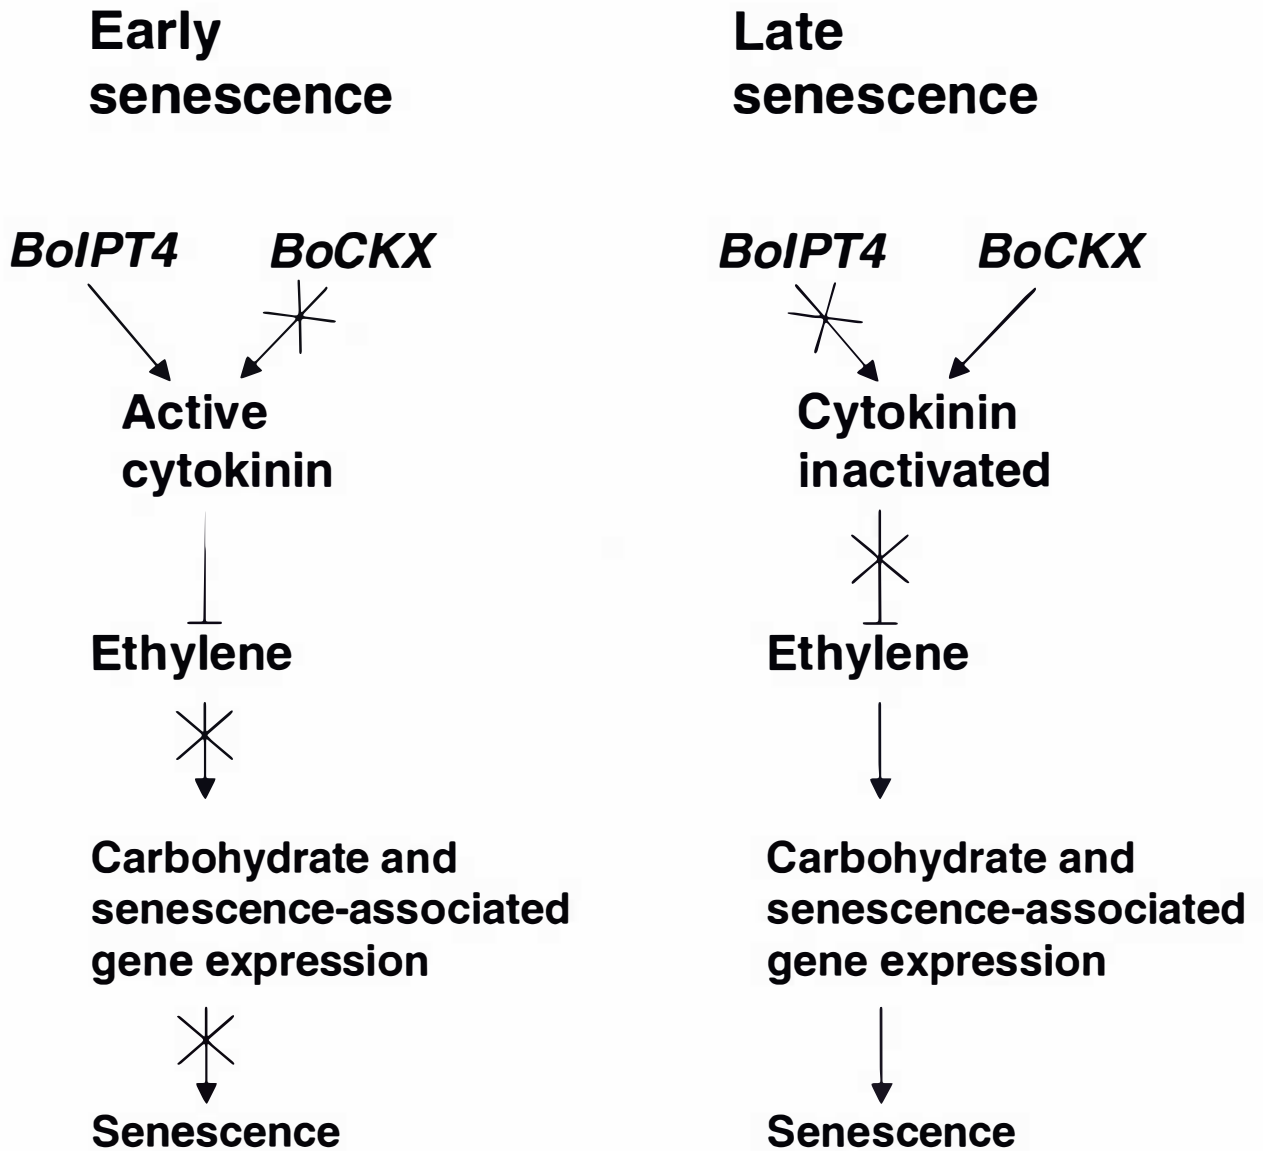 Early
senescence
BoIPT4
BoCKX
Active
cytokinin
Ethylene
Carbohydrate and
senescence-associated
gene expression
Senescence
Late
senescence
BoIPT4
BoCKX
Cytokinin
inactivated
Ethylene
Carbohydrate and
senescence-associated
gene expression
Senescence